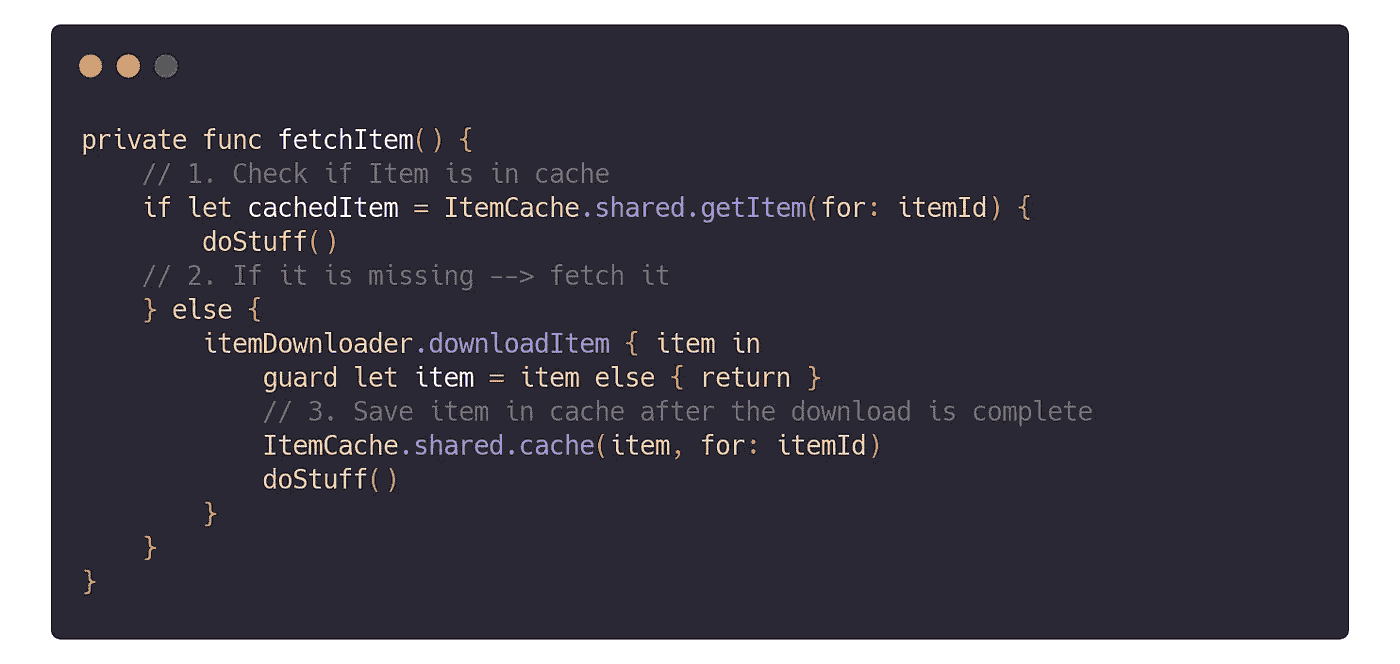 private func fetchItem() {
    // 1. Check if Item is in cache
    if let cachedItem = ItemCache.shared.getItem(for: itemId) {
        doStuff()
    // 2. If it is missing --> fetch it
    } else {
        itemDownloader.downloadItem { item in
            guard let item = item else { return }
            // 3. Save item in cache after the download is complete
            ItemCache.shared.cache(item, for: itemId)
            doStuff()
        }
    }
}